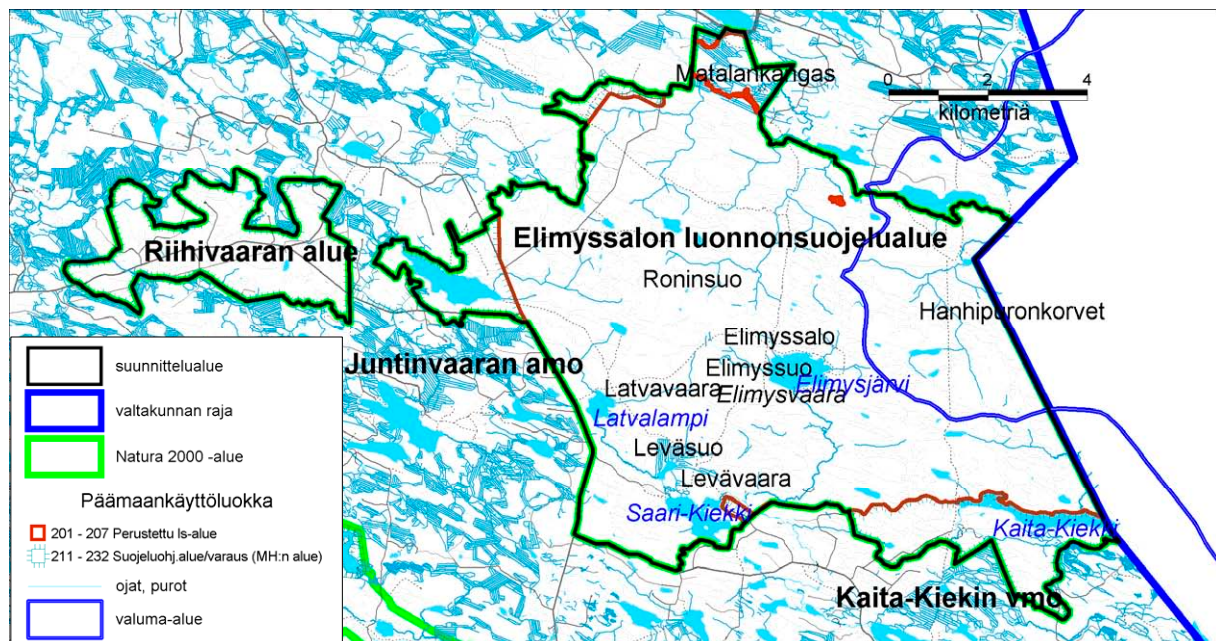 Matalankangas
0 2 4
kilometriä
Riihivaaran alue
Elimyssalon luonnonsuojelualue
Roninsuo
Hanhipuronkorvet
Elimyssalo
Juntinvaaran amo
Elimyssuo
Elimysjärvi
Latvavaara
Elimysvaara
Latvalampi
Leväsuo
Levävaara
Saari-Kiekki
Kaita-Kiekki
Kaita-Kiekin vmo
suunnittelualue
valtakunnan raja
Natura 2000 -alue
Päämaankäyttöluokka
201 - 207 Perustettu ls-alue
211 - 232 Suojeluohj.alue/varaus (MH:n alue)
ojat, purot
valuma-alue